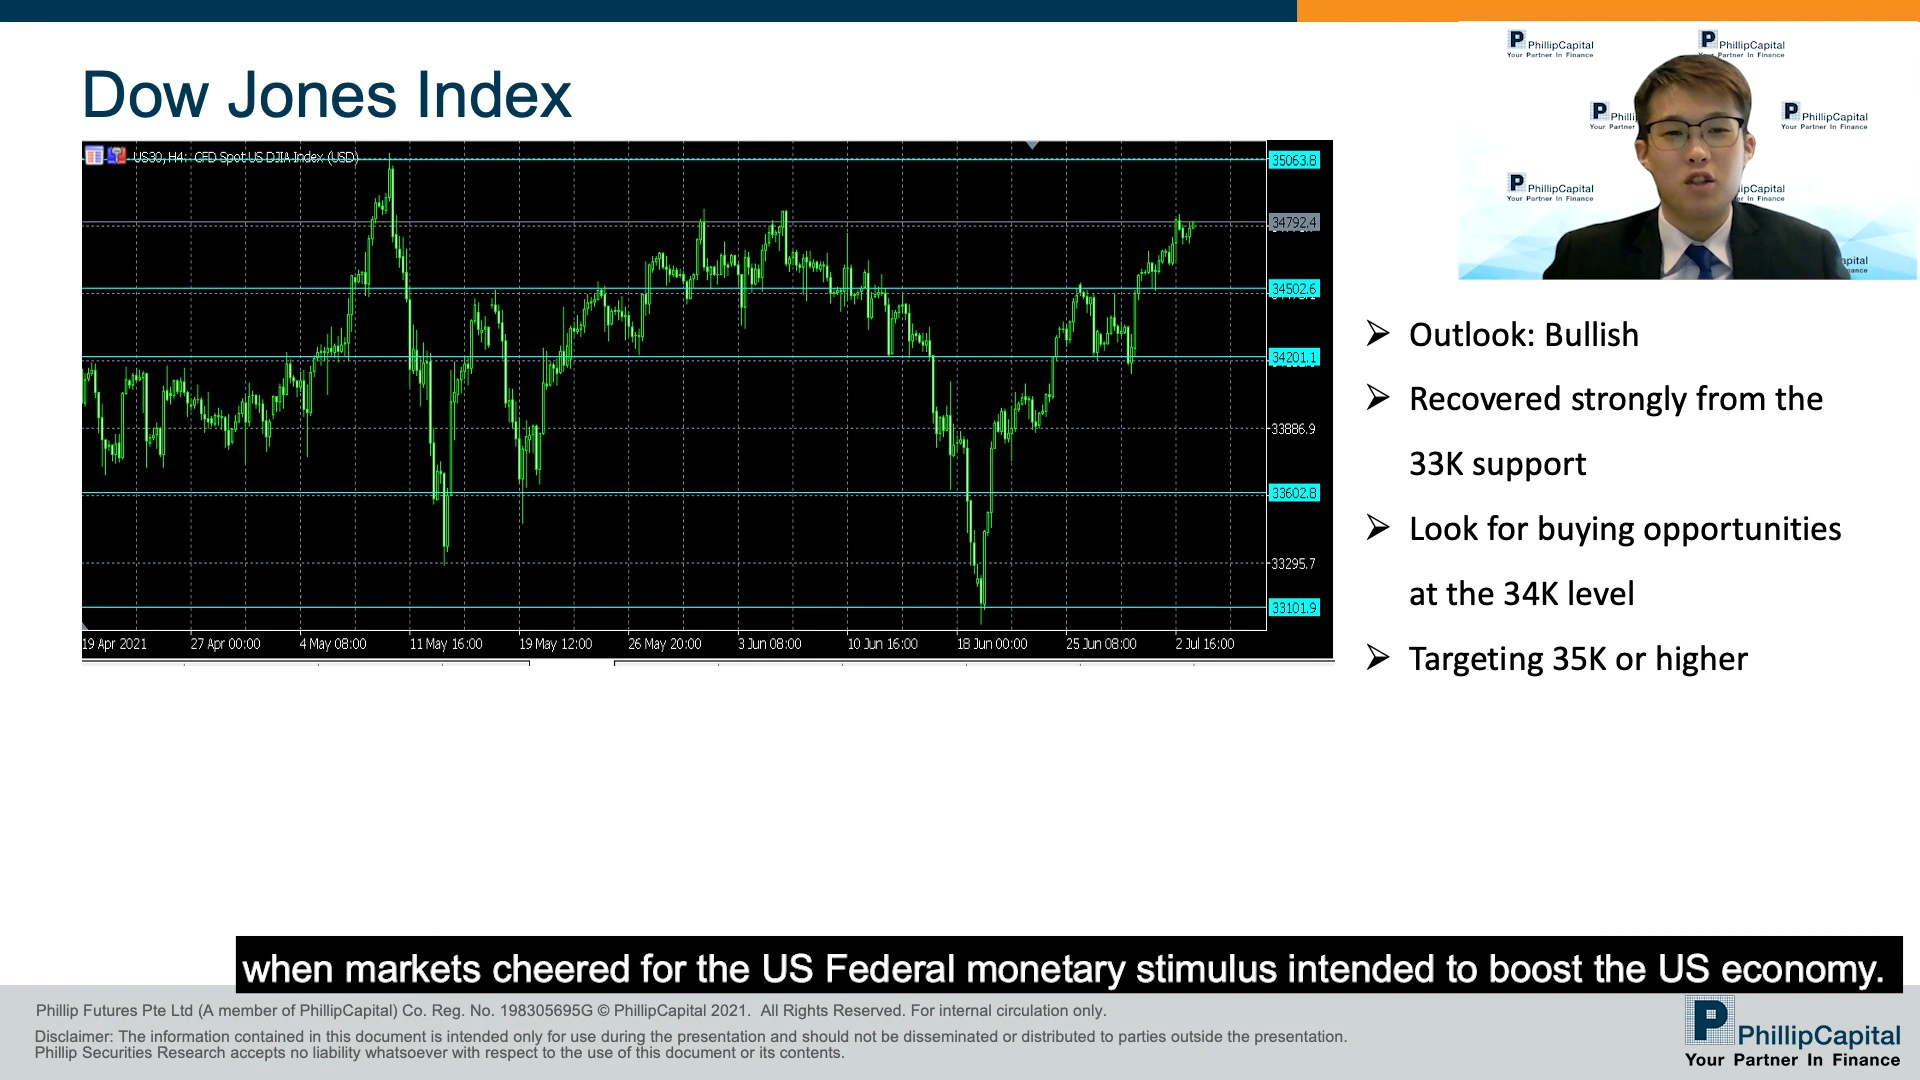 PhillipCapital
Your Partner In Finance
PhillipCapital
Your Partner In Finance
Dow Jones Index
PhillipCapital
Your Partner In Finance
US30, H4: CFD Spot US DJIA Index (USD)
35063.8
PhillipCapital
Your Partner In Finance
34792.4
34502.6
34201.1
33886.9
33602.8
33295.7
33101.9
19 Apr 2021 27 Apr 00:00 4 May 08:00 11 May 16:00 19 May 12:00 26 May 20:00 3 Jun 08:00 10 Jun 16:00 18 Jun 00:00 25 Jun 08:00 2 Jul 16:00
➢ Outlook: Bullish
➢ Recovered strongly from the
33K support
➢ Look for buying opportunities
at the 34K level
➢ Targeting 35K or higher
when markets cheered for the US Federal monetary stimulus intended to boost the US economy.
Phillip Futures Pte Ltd (A member of PhillipCapital) Co. Reg. No. 198305695G © PhillipCapital 2021. All Rights Reserved. For internal circulation only.
Disclaimer: The information contained in this document is intended only for use during the presentation and should not be disseminated or distributed to parties outside the presentation.
Phillip Securities Research accepts no liability whatsoever with respect to the use of this document or its contents.
PhillipCapital
Your Partner In Finance